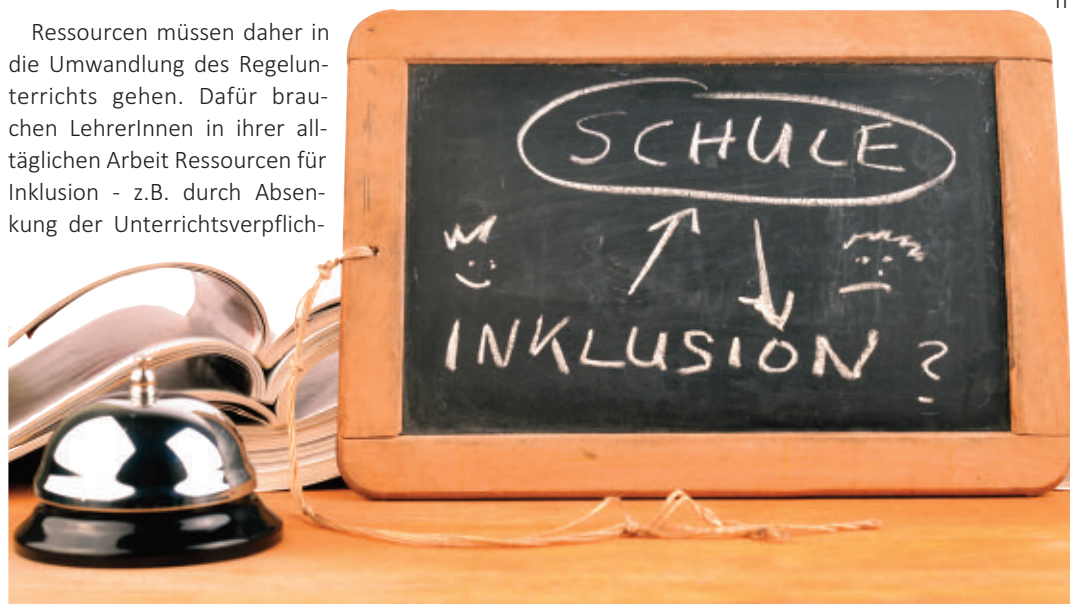 Ressourcen müssen daher in
die Umwandlung des Regelun-
terrichts gehen. Dafür brau-
chen LehrerInnen in ihrer all-
täglichen Arbeit Ressourcen für
Inklusion - z.B. durch Absen-
kung der Unterrichtsverpflich-
SCHULE
INKLUSION ?